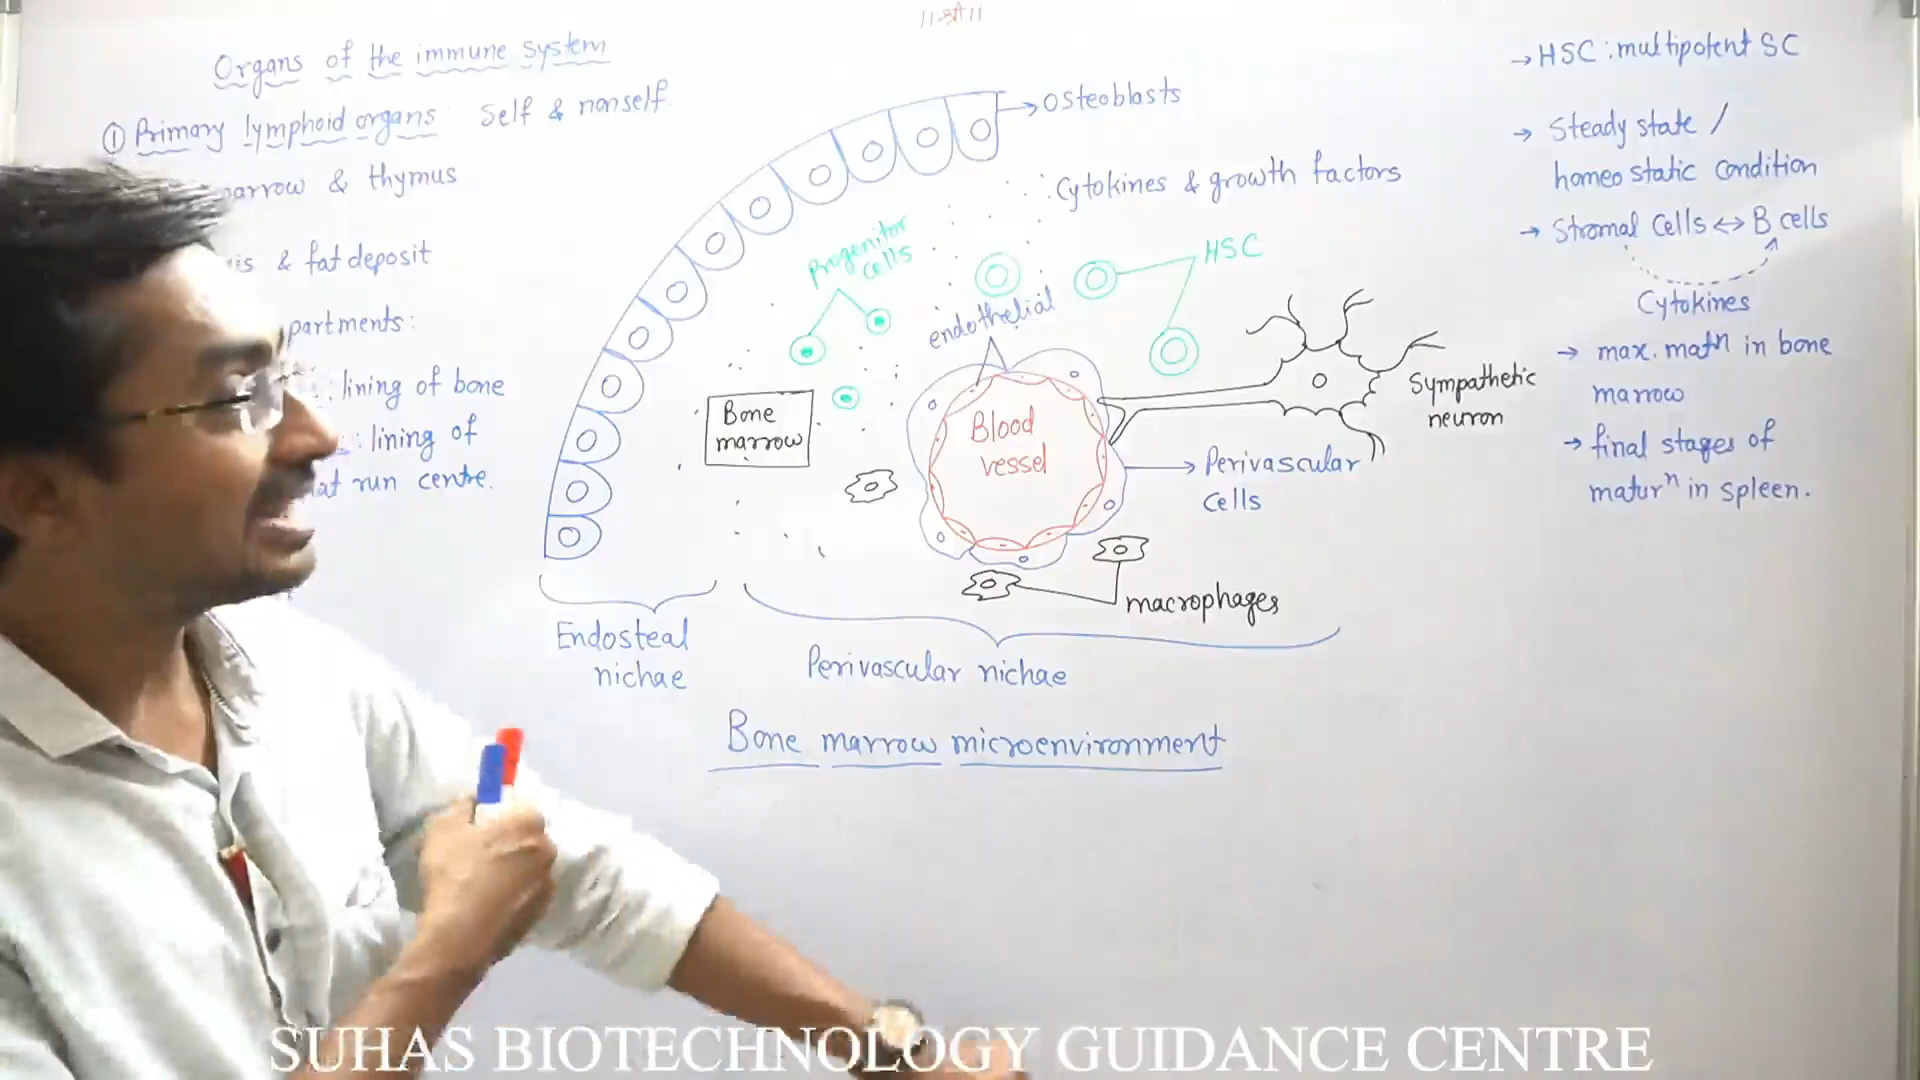 ॥श्री॥
Organs of the immune system
① Primary lymphoid organs: Self & nonself
marrow & thymus
& fat deposit
partments:
: lining of bone
: lining of
run centre.
Osteoblasts
Cytokines & growth factors
Progenitor
cells
HSC
endothelial
Bone
marrow
Blood
vessel
Sympathetic
neuron
Perivascular
Cells
macrophages
Endosteal
nichae
Perivascular nichae
Bone marrow microenvironment
→ HSC : multipotent SC
→ Steady state /
homeostatic condition
→ Stromal Cells ↔ B cells
Cytokines
→ max. matⁿ in bone
marrow
→ final stages of
maturⁿ in spleen.
SUHAS BIOTECHNOLOGY GUIDANCE CENTRE